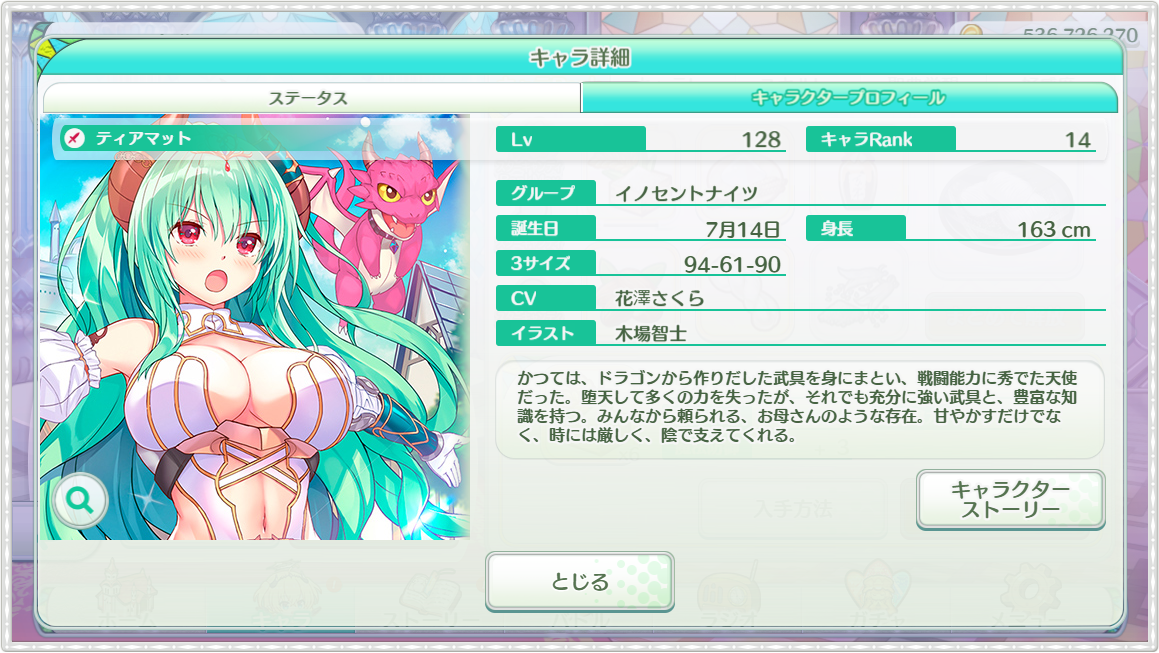 536,726,270
キャラ詳細
ステータス
キャラクタープロフィール
ティアマット
Lv 128
キャラRank 14
グループ イノセントナイツ
誕生日 7月14日
身長 163 cm
3サイズ 94-61-90
CV 花澤さくら
イラスト 木場智士
かつては、ドラゴンから作りだした武具を身にまとい、戦闘能力に秀でた天使
だった。堕天して多くの力を失ったが、それでも充分に強い武具と、豊富な知
識を持つ。みんなから頼られる、お母さんのような存在。甘やかすだけでな
く、時には厳しく、陰で支えてくれる。
入手方法
キャラクター
ストーリー
とじる